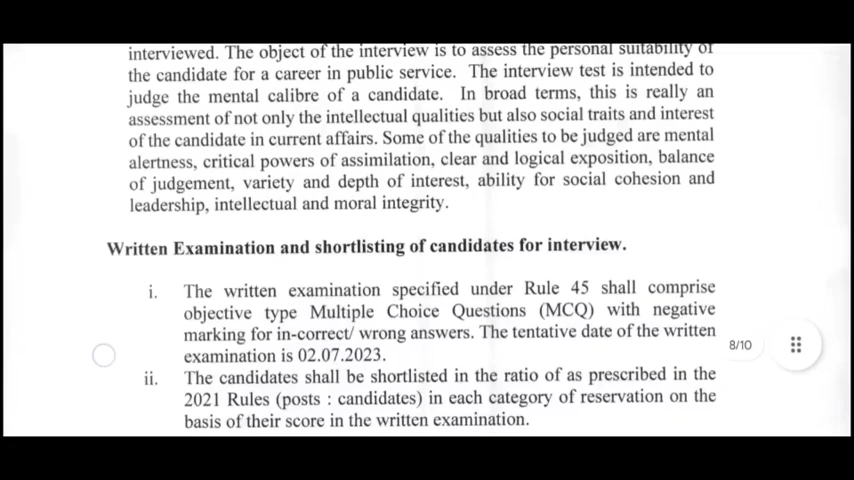 interviewed. The object of the interview is to assess the personal suitability of
the candidate for a career in public service. The interview test is intended to
judge the mental calibre of a candidate. In broad terms, this is really an
assessment of not only the intellectual qualities but also social traits and interest
of the candidate in current affairs. Some of the qualities to be judged are mental
alertness, critical powers of assimilation, clear and logical exposition, balance
of judgement, variety and depth of interest, ability for social cohesion and
leadership, intellectual and moral integrity.
Written Examination and shortlisting of candidates for interview.
i. The written examination specified under Rule 45 shall comprise
objective type Multiple Choice Questions (MCQ) with negative
marking for in-correct/ wrong answers. The tentative date of the written
examination is 02.07.2023.
8/10
ii. The candidates shall be shortlisted in the ratio of as prescribed in the
2021 Rules (posts : candidates) in each category of reservation on the
basis of their score in the written examination.